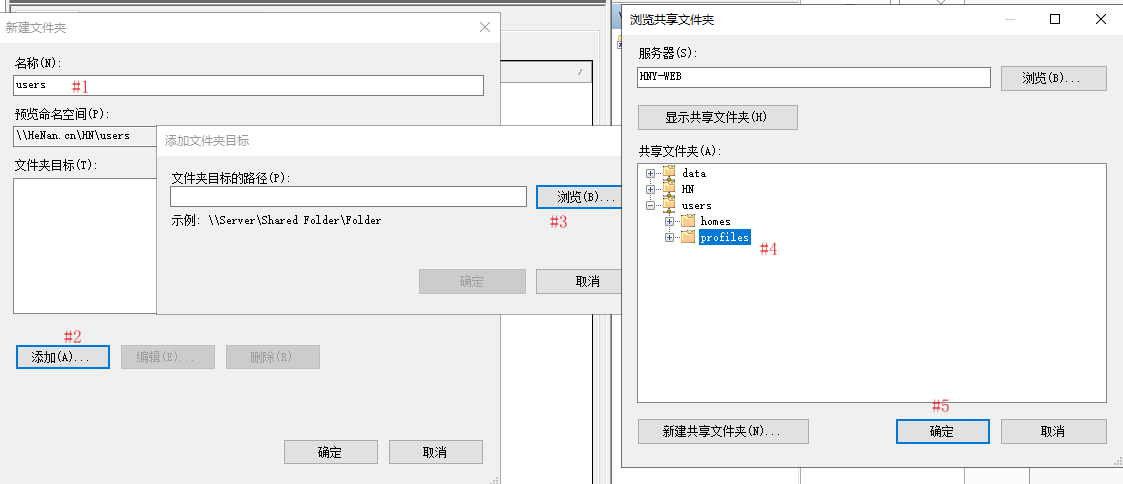 新建文件夹
名称(N):
users #1
预览命名空间(P):
\\HeNan.cn\HN\users
文件夹目标(T):
#2
添加(A)... 编辑(E)... 删除(R)
确定 取消
添加文件夹目标
文件夹目标的路径(P):
浏览(B)...
示例: \\Server\Shared Folder\Folder
#3
确定 取消
浏览共享文件夹
服务器(S):
HNY-WEB 浏览(B)...
显示共享文件夹(H)
共享文件夹(A):
data
HN
users
homes
profiles
#4
#5
新建共享文件夹(N)... 确定 取消